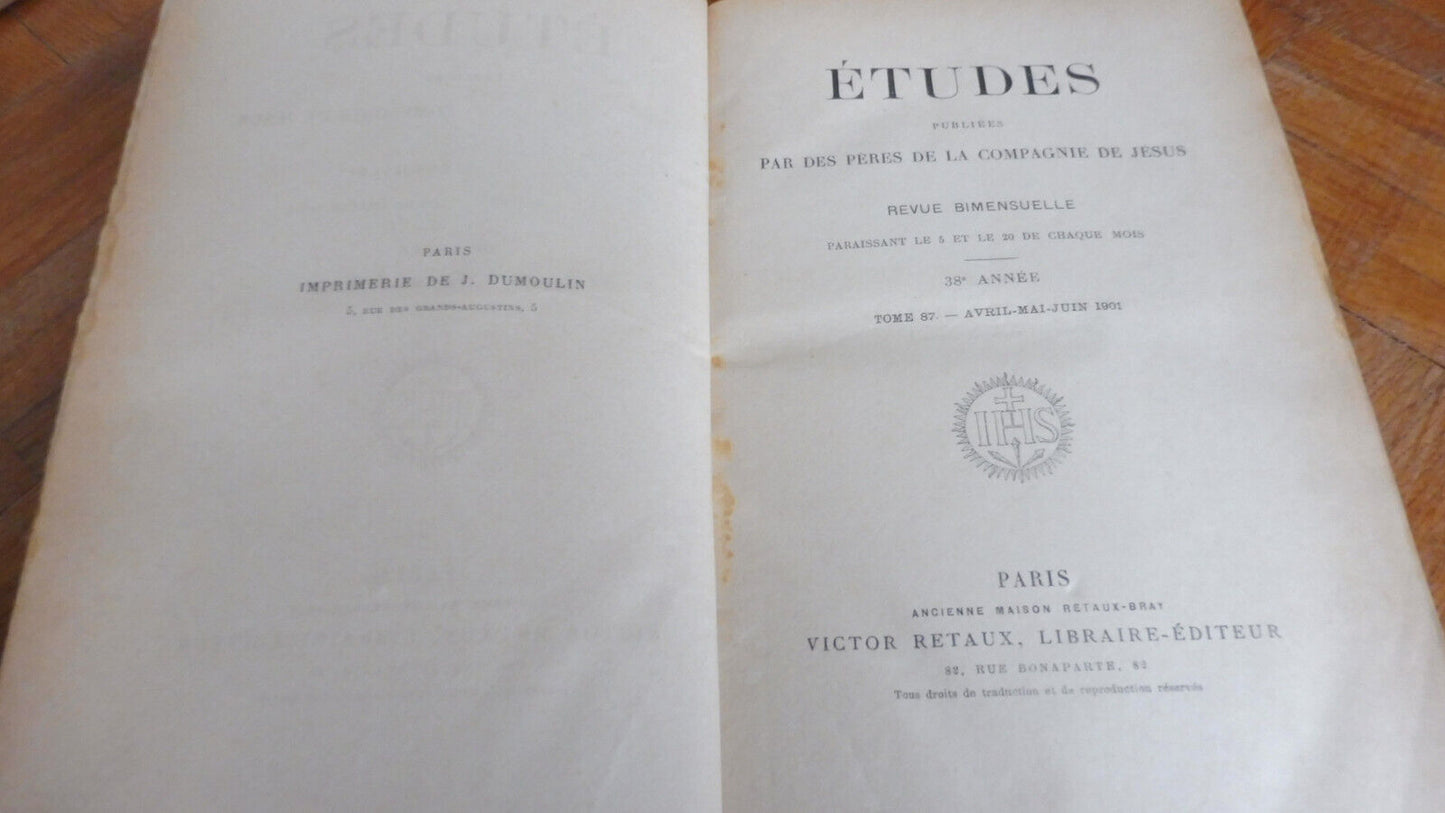 PARIS
IMPRIMERIE DE J. DUMOULIN
5, RUE DES GRANDS-AUGUSTINS, 5
ÉTUDES
PUBLIÉES
PAR DES PÈRES DE LA COMPAGNIE DE JÉSUS
REVUE BIMENSUELLE
PARAISSANT LE 5 ET LE 20 DE CHAQUE MOIS
38e ANNÉE
TOME 87. — AVRIL-MAI-JUIN 1901
IHS
PARIS
ANCIENNE MAISON RETAUX-BRAY
VICTOR RETAUX, LIBRAIRE-ÉDITEUR
82, RUE BONAPARTE, 82
Tous droits de traduction et de reproduction réservés